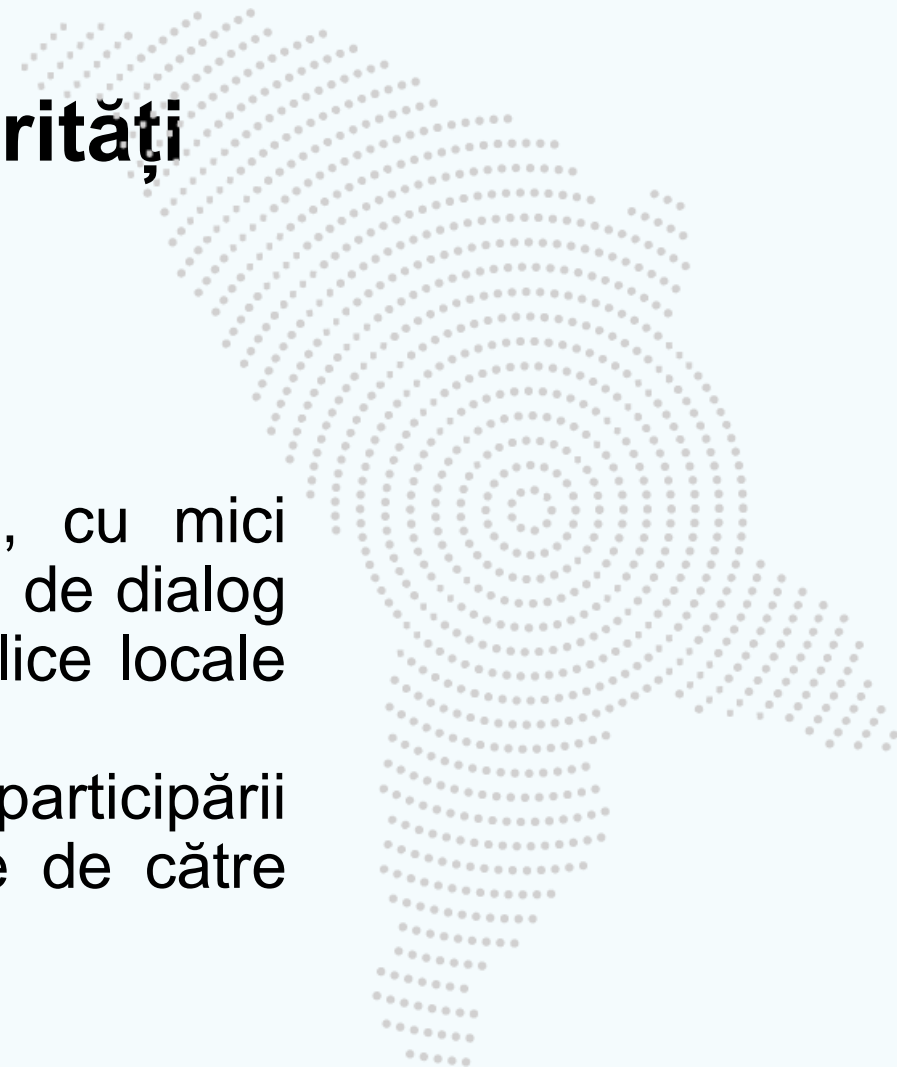 rități
, cu mici
de dialog
lice locale
participării
e de către